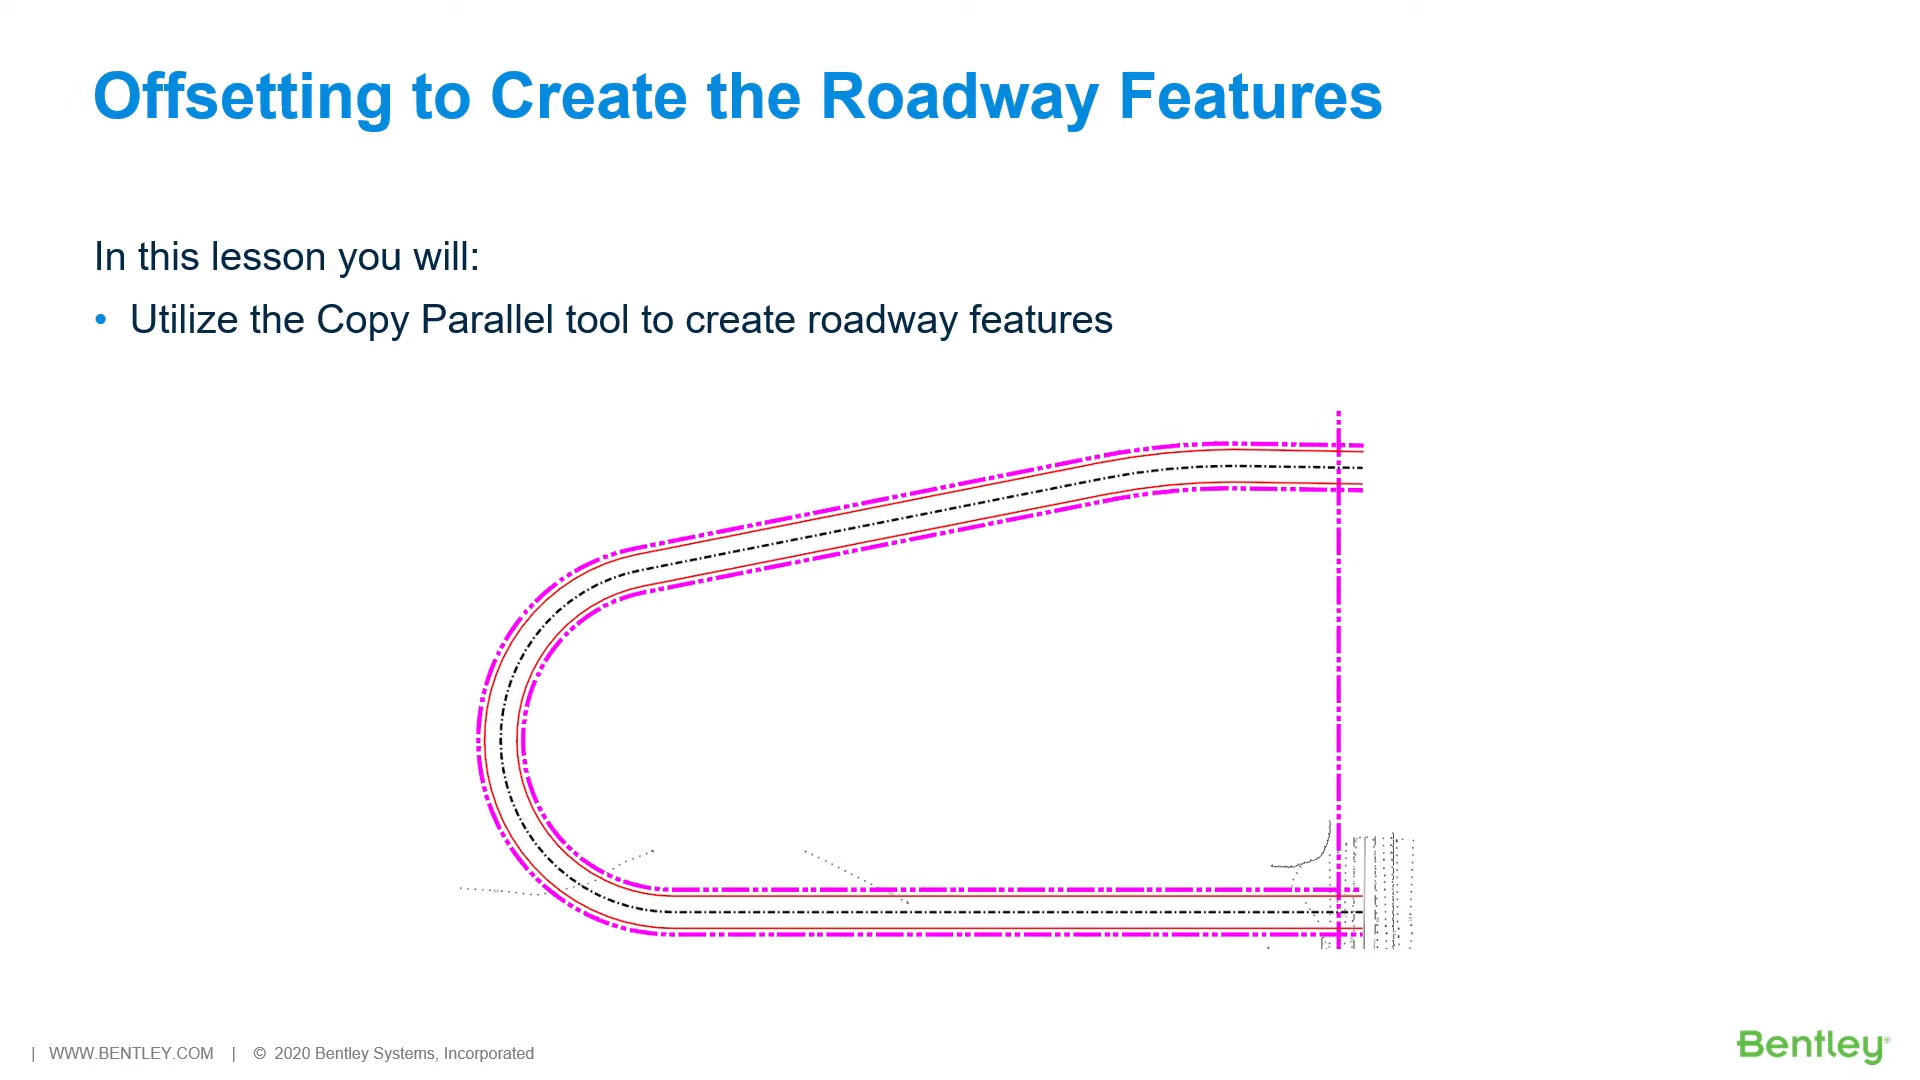 Offsetting to Create the Roadway Features
In this lesson you will:
• Utilize the Copy Parallel tool to create roadway features
| WWW.BENTLEY.COM | © 2020 Bentley Systems, Incorporated
Bentley®